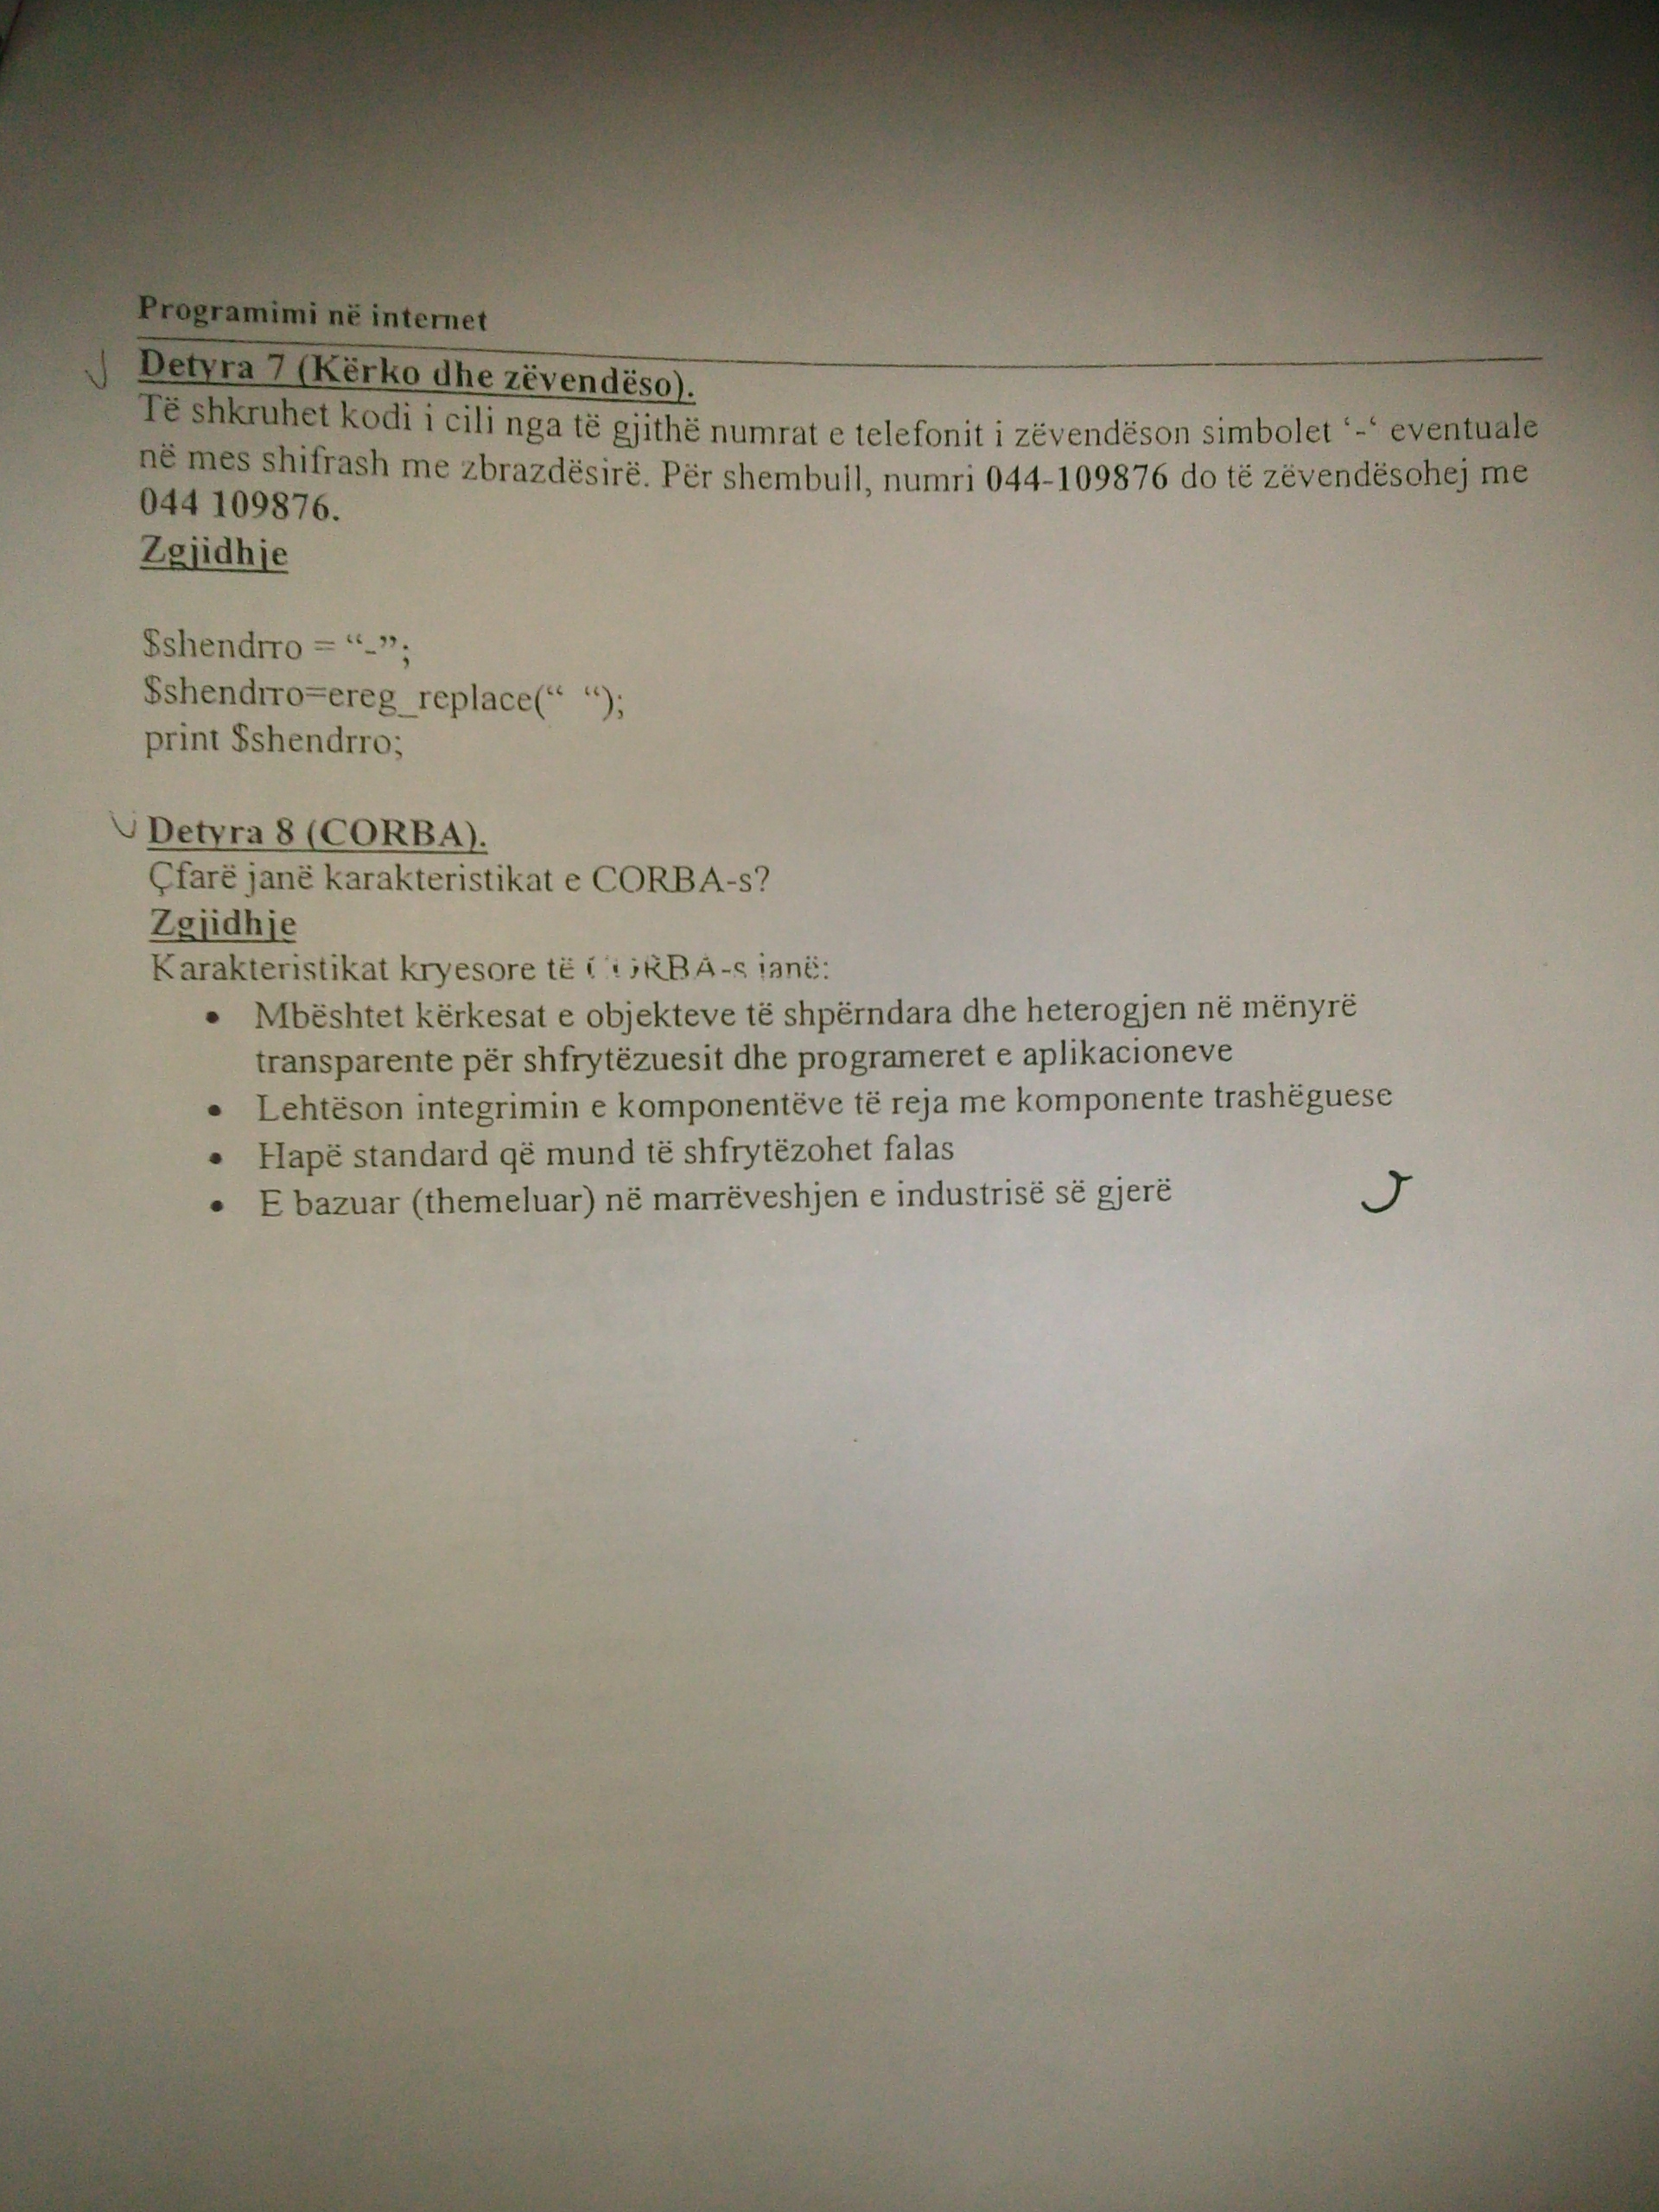 Programimi në internet
Detyra 7 (Kërko dhe zëvendëso).
Të shkruhet kodi i cili nga të gjithë numrat e telefonit i zëvendëson simbolet ‘-‘ eventuale
në mes shifrash me zbrazdësirë. Për shembull, numri 044-109876 do të zëvendësohej me
044 109876.
Zgjidhje
$shendrro = “-”;
$shendrro=ereg_replace(“ “);
print $shendrro;
Detyra 8 (CORBA).
Çfarë janë karakteristikat e CORBA-s?
Zgjidhje
Karakteristikat kryesore të CORBA-s janë:
• Mbështet kërkesat e objekteve të shpërndara dhe heterogjen në mënyrë
transparente për shfrytëzuesit dhe programeret e aplikacioneve
• Lehtëson integrimin e komponentëve të reja me komponente trashëguese
• Hapë standard që mund të shfrytëzohet falas
• E bazuar (themeluar) në marrëveshjen e industrisë së gjerë